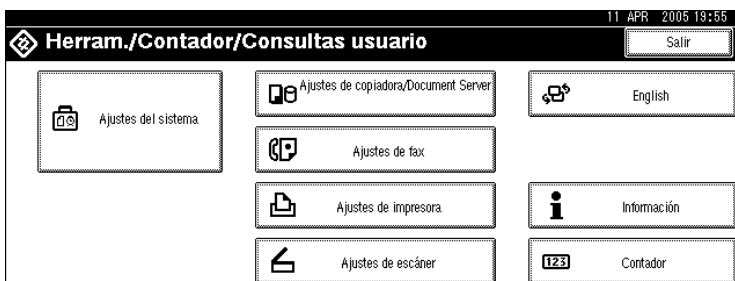 11 APR 2005 19:55
Herram./Contador/Consultas usuario
Salir
Ajustes del sistema
Ajustes de copiadora/Document Server
English
Ajustes de fax
Ajustes de impresora
Información
Ajustes de escáner
123
Contador